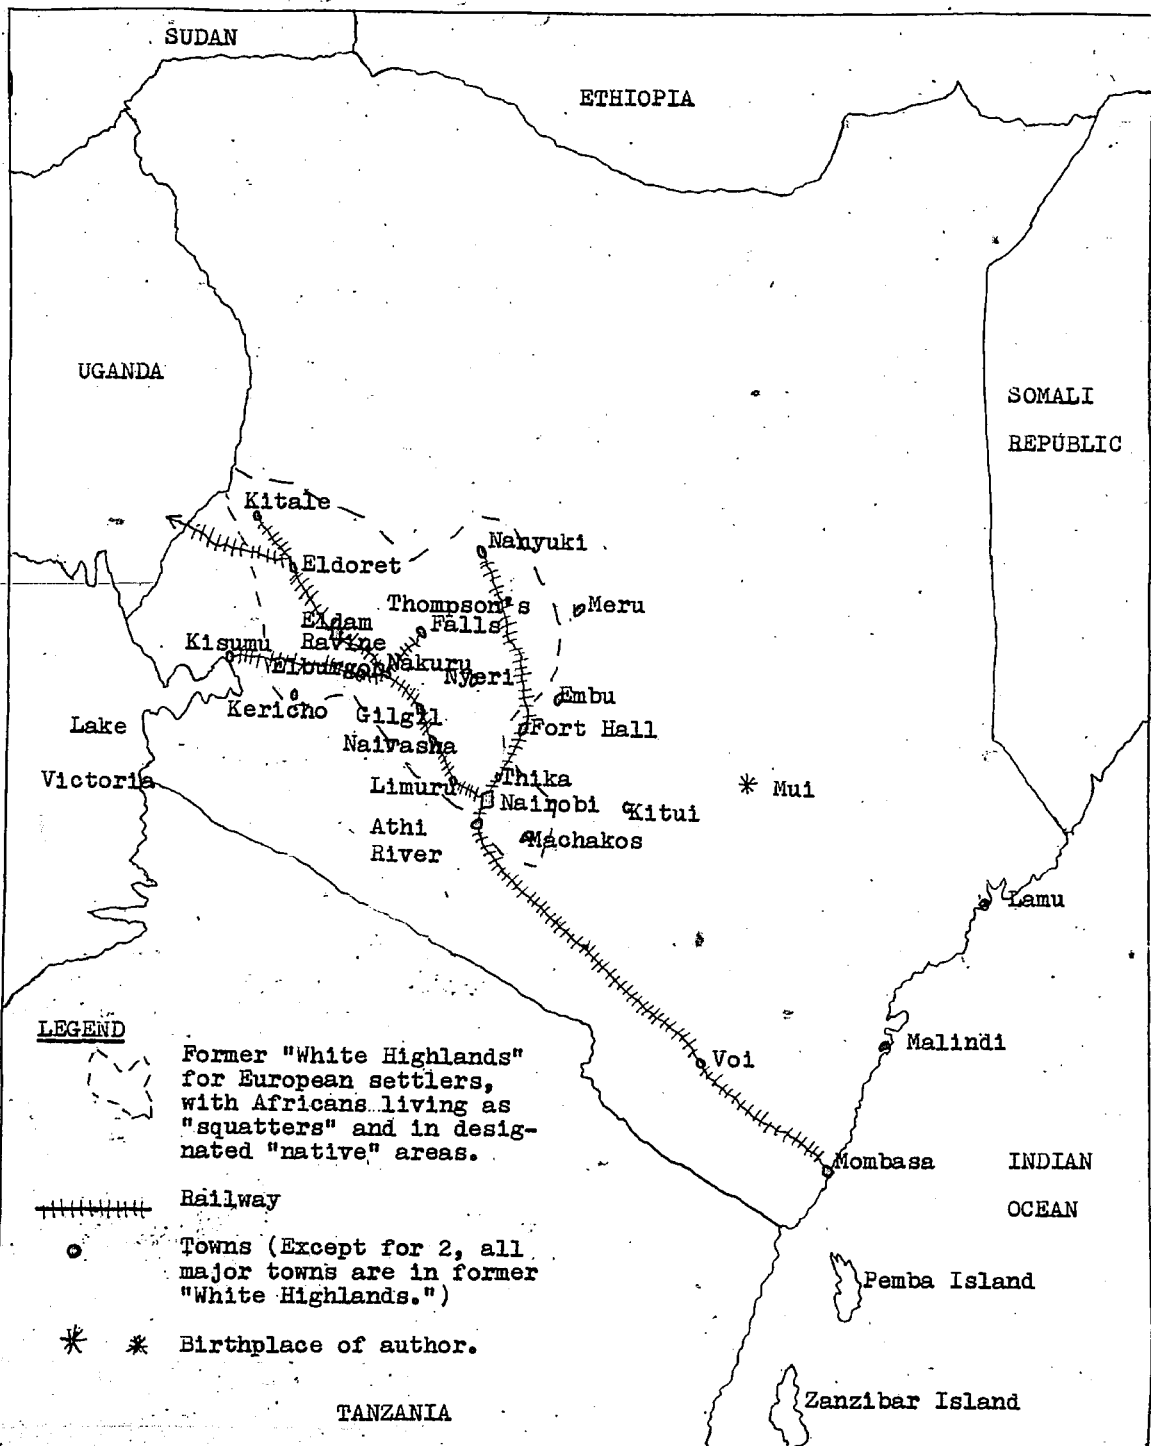 SUDAN
ETHIOPIA
UGANDA
SOMALI
REPUBLIC
Kitale
Nanyuki
Eldoret
Thompson's
Falls
Meru
Eldam
Ravine
Kisumu
Elburgon
Nakuru
Nyeri
Embu
Kericho
Gilgil
Fort Hall
Lake
Victoria
Naivasha
Limuru
Thika
Nairobi
Kitui
Mui
Athi
River
Machakos
Lamu
LEGEND
Former "White Highlands"
for European settlers,
with Africans living as
"squatters" and in desig-
nated "native" areas.
Railway
Towns (Except for 2, all
major towns are in former
"White Highlands.")
Birthplace of author.
Malindi
Voi
Mombasa
INDIAN
OCEAN
Pemba Island
Zanzibar Island
TANZANIA